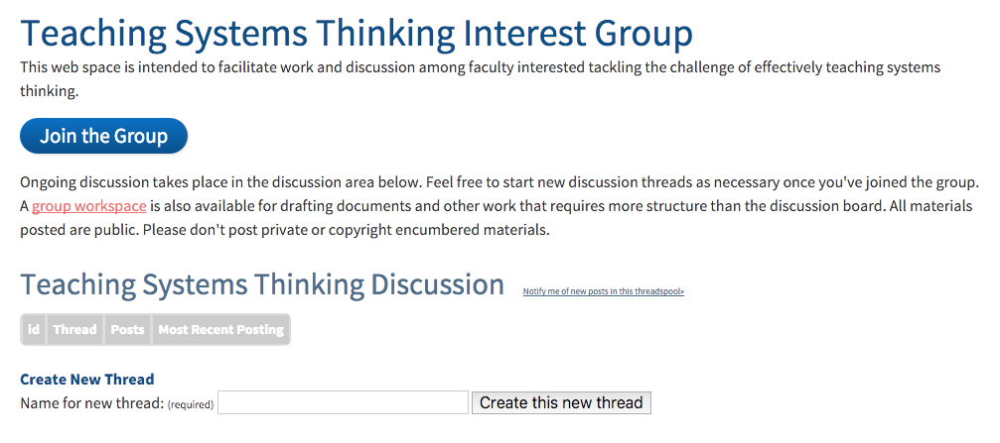 Teaching Systems Thinking Interest Group
This web space is intended to facilitate work and discussion among faculty interested tackling the challenge of effectively teaching systems
thinking.
Join the Group
Ongoing discussion takes place in the discussion area below. Feel free to start new discussion threads as necessary once you've joined the group.
A group workspace is also available for drafting documents and other work that requires more structure than the discussion board. All materials
posted are public. Please don't post private or copyright encumbered materials.
Teaching Systems Thinking Discussion Notify me of new posts in this threadspool»
id Thread Posts Most Recent Posting
Create New Thread
Name for new thread: (required) Create this new thread